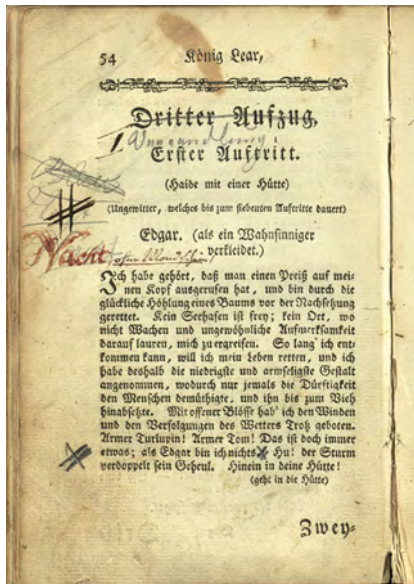 54 König Lear,
Dritter Aufzug.
I Verwandlung
Erster Auftritt.
(Haide mit einer Hütte)
(Ungewitter, welches bis zum siebenten Auftritte dauert)
Edgar. (als ein Wahnsinniger
verkleidet.)
Nacht ohne Mondschein
Ich habe gehört, daß man einen Preiß auf mei-
nen Kopf ausgerufen hat, und bin durch die
glückliche Höhlung eines Baums vor der Nachsetzung
gerettet. Kein Seehafen ist frey; kein Ort, wo
nicht Wachen und ungewöhnliche Aufmerksamkeit
darauf lauren, mich zu ergreifen. So lang' ich ent-
kommen kann, will ich mein Leben retten, und ich
habe deshalb die niedrigste und armseligste Gestalt
angenommen, wodurch nur jemals die Dürftigkeit
den Menschen demüthigte, und ihn bis zum Vieh
hinabsetzte. Mit offener Blösse hab' ich den Winden
und den Verfolgungen des Wetters Trotz geboten.
Armer Turlupin! Armer Tom! Das ist doch immer
etwas; als Edgar bin ich nichts Hu! der Sturm
verdoppelt sein Geheul. Hinein in deine Hütte!
(geht in die Hütte)
Zwey-